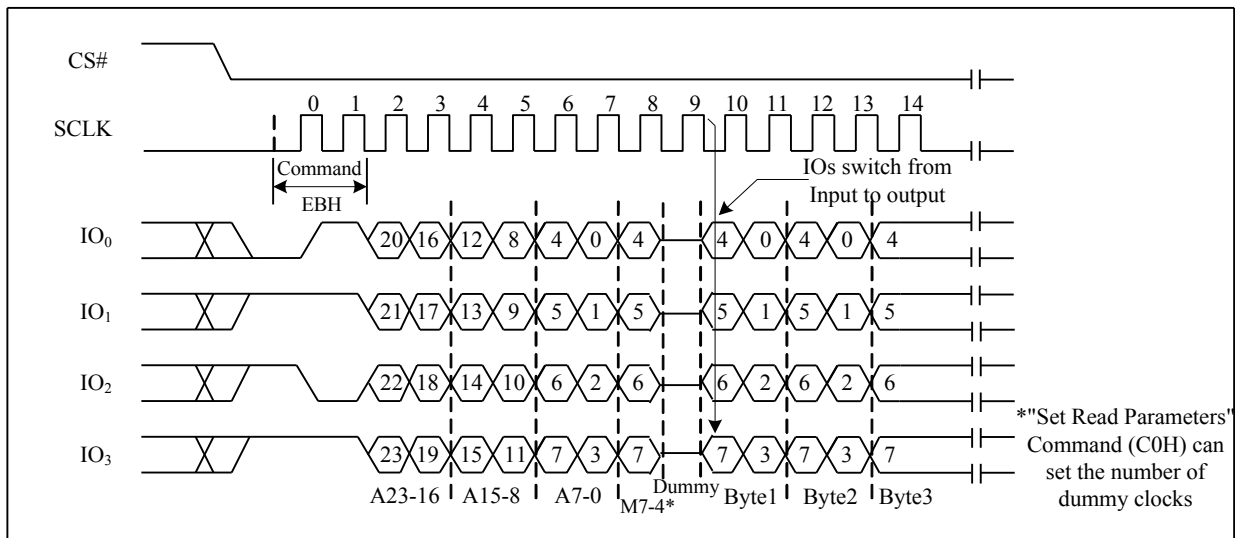 CS#
0 1 2 3 4 5 6 7 8 9 10 11 12 13 14
SCLK
Command
EBH
IOs switch from
Input to output
IO₀ 20 16 12 8 4 0 4 4 0 4 0 4
IO₁ 21 17 13 9 5 1 5 5 1 5 1 5
IO₂ 22 18 14 10 6 2 6 6 2 6 2 6
IO₃ 23 19 15 11 7 3 7 7 3 7 3 7
A23-16 A15-8 A7-0 M7-4* Dummy Byte1 Byte2 Byte3
*"Set Read Parameters"
Command (C0H) can
set the number of
dummy clocks